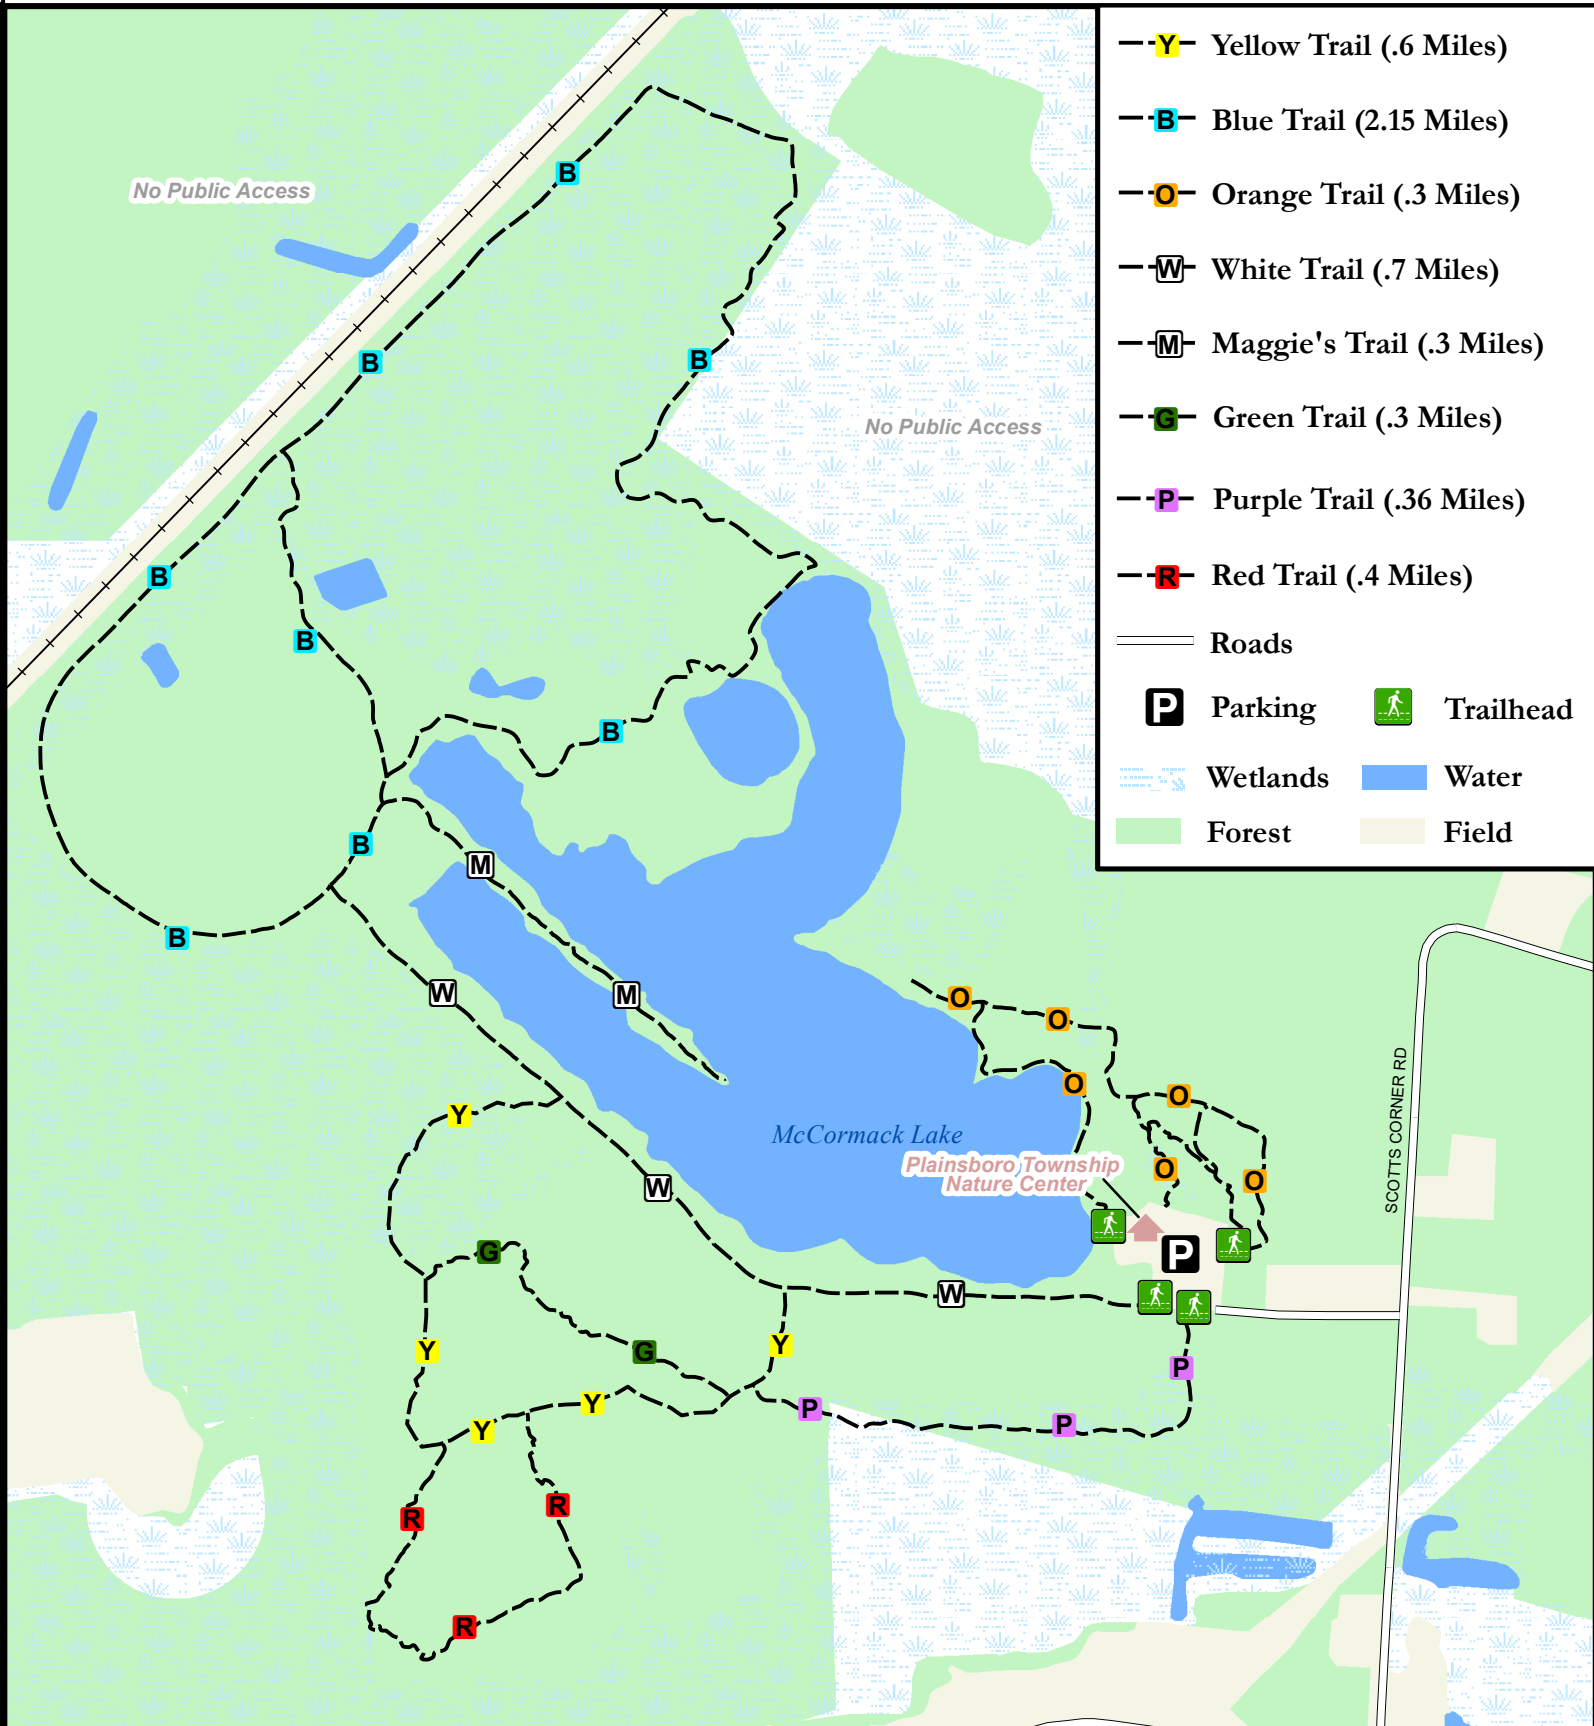 Y Yellow Trail (.6 Miles)
B Blue Trail (2.15 Miles)
O Orange Trail (.3 Miles)
W White Trail (.7 Miles)
M Maggie's Trail (.3 Miles)
G Green Trail (.3 Miles)
P Purple Trail (.36 Miles)
R Red Trail (.4 Miles)
Roads
P Parking
Trailhead
Wetlands
Water
Forest
Field
B
No Public Access
B
B
No Public Access
B
B
B
B
M
B
W
M
O
O
O
O
Y
McCormack Lake
Plainsboro Township
Nature Center
O
O
W
SCOTTS CORNER RD
G
P
W
Y
G
Y
P
Y
P
P
Y
R
R
R